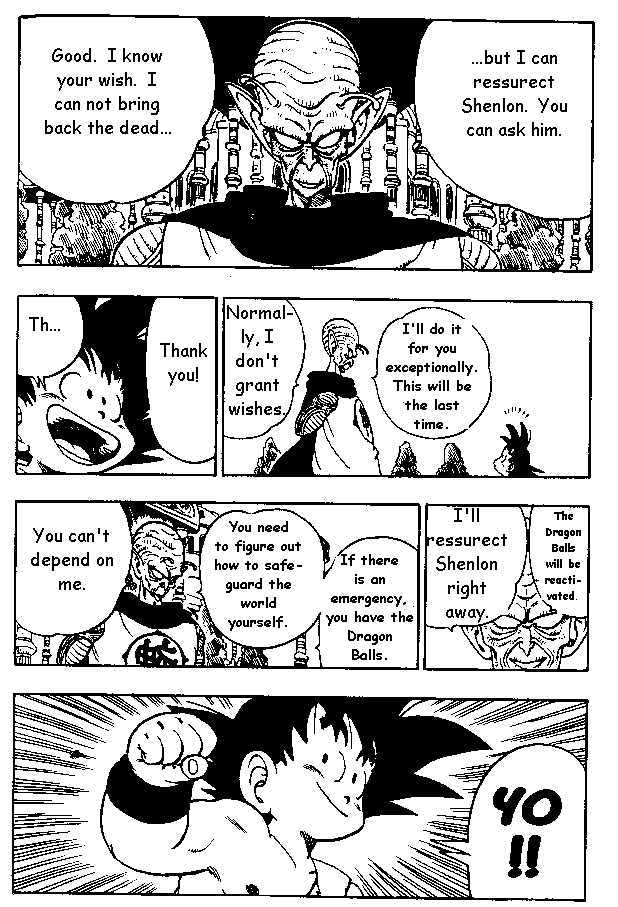 Good. I know
your wish. I
can not bring
back the dead...
...but I can
ressurect
Shenlon. You
can ask him.
Th...
Thank
you!
Normal-
ly, I
don't
grant
wishes.
I'll do it
for you
exceptionally.
This will be
the last
time.
You can't
depend on
me.
You need
to figure out
how to safe-
guard the
world
yourself.
If there
is an
emergency,
you have the
Dragon
Balls.
I'll
ressurect
Shenlon
right
away.
The
Dragon
Balls
will be
reacti-
vated.
YO
!!